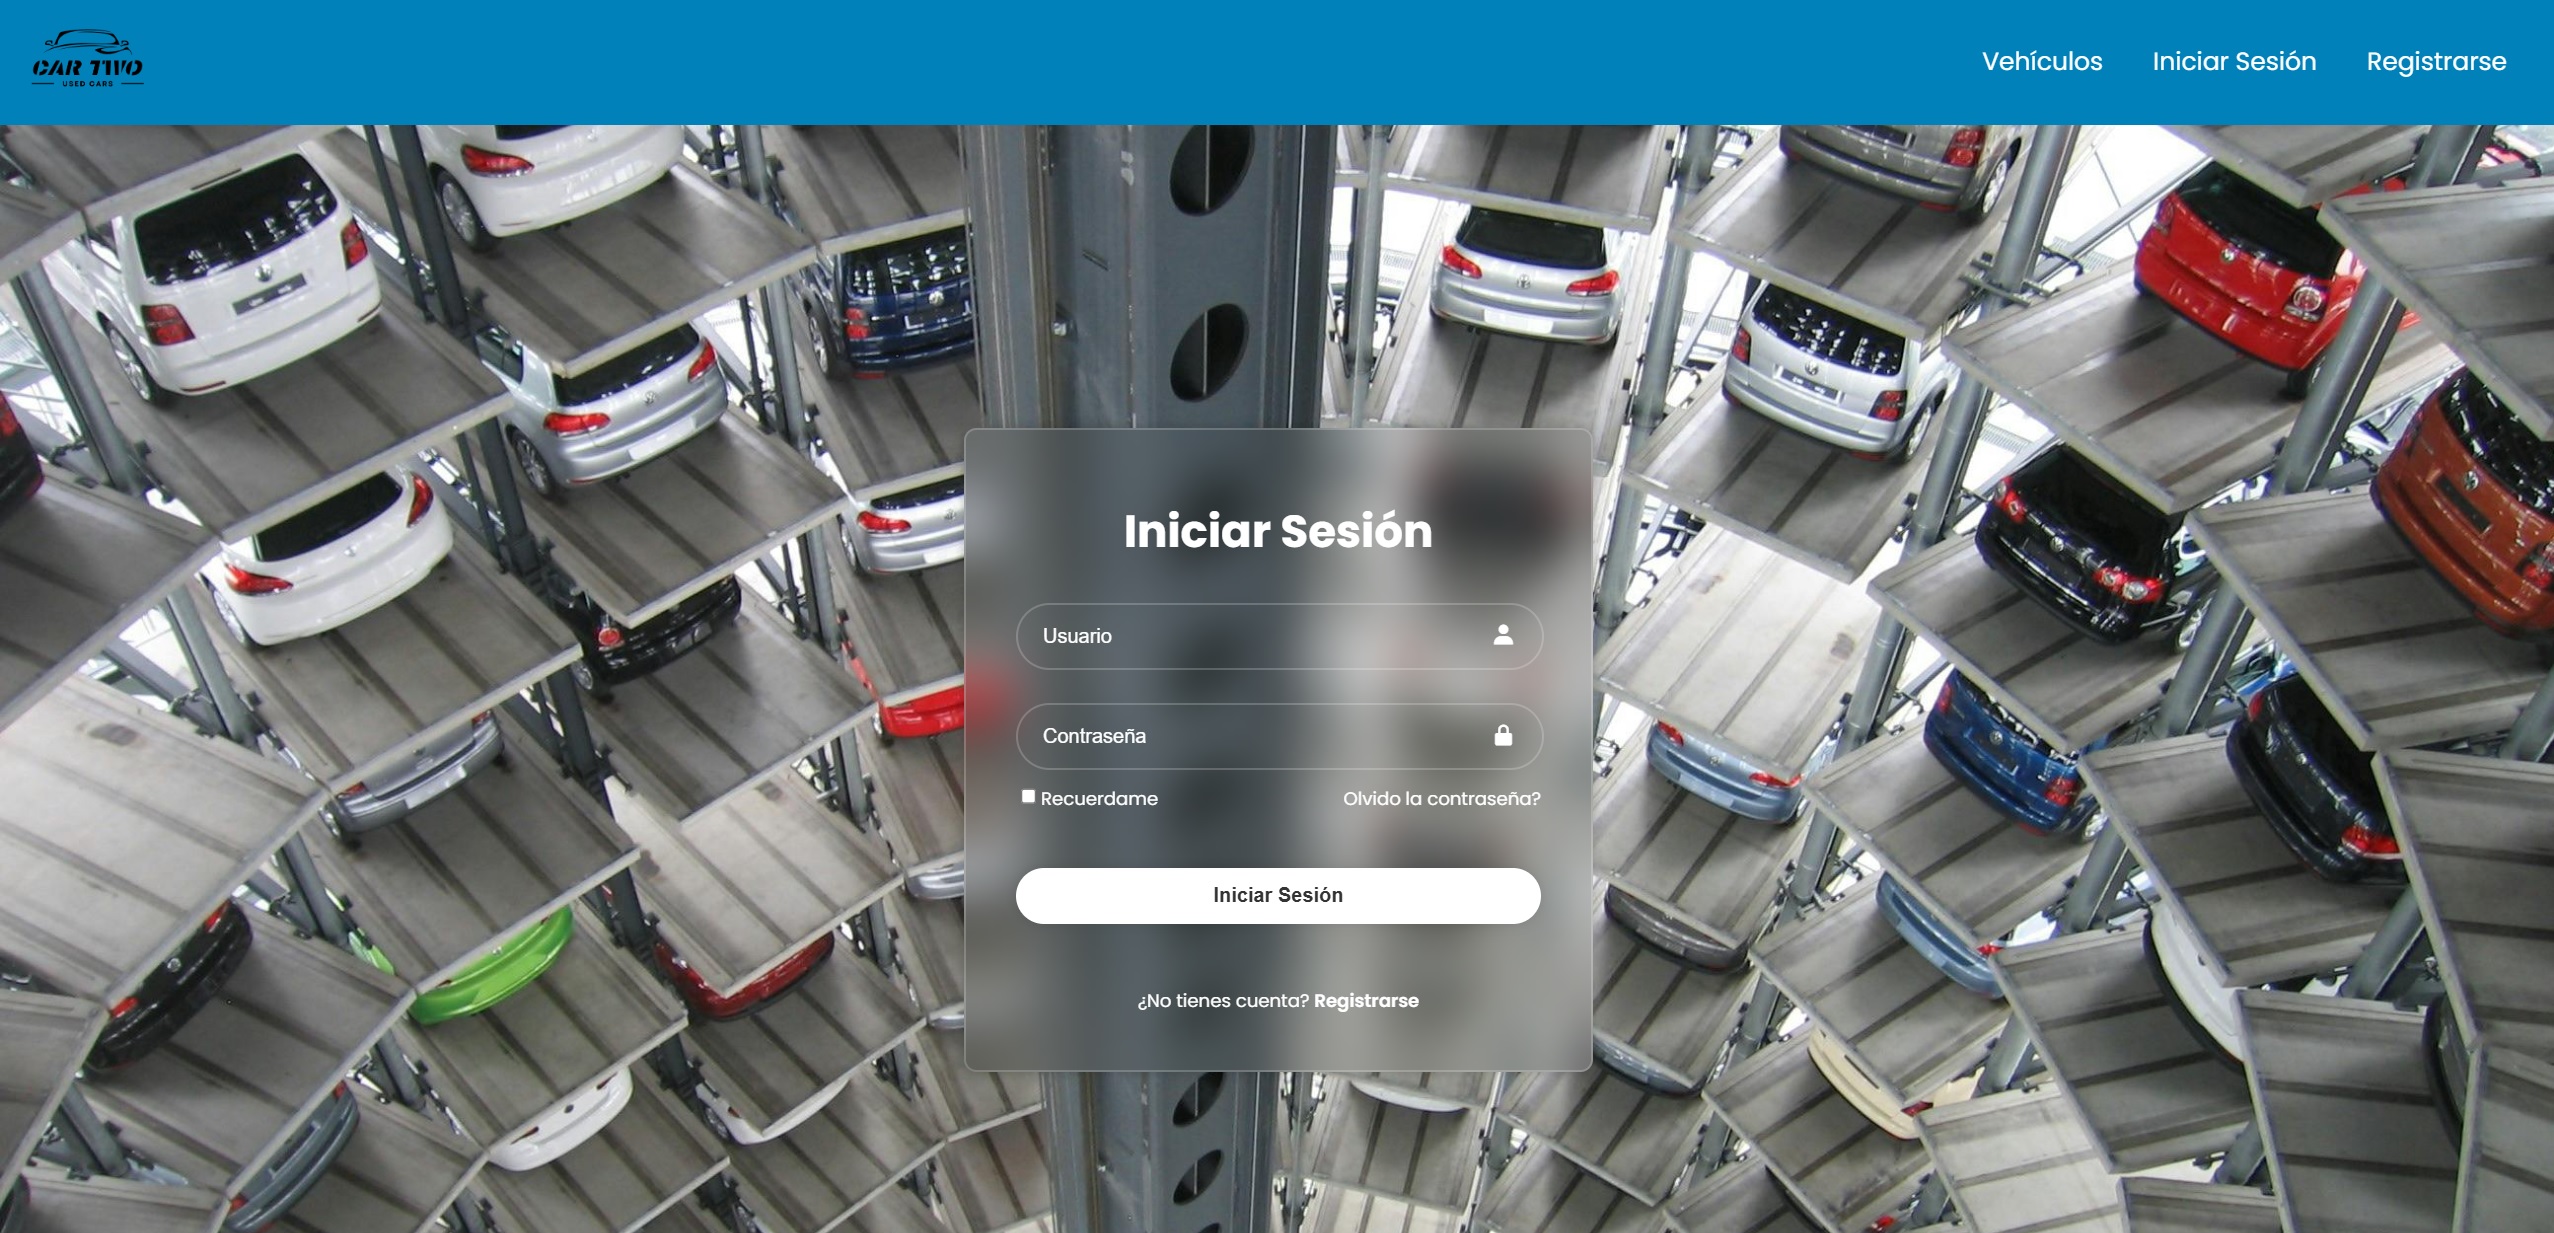 CAR TWO
USED CARS
Vehículos Iniciar Sesión Registrarse
Iniciar Sesión
Usuario
Contraseña
Recuerdame Olvido la contraseña?
Iniciar Sesión
¿No tienes cuenta? Registrarse